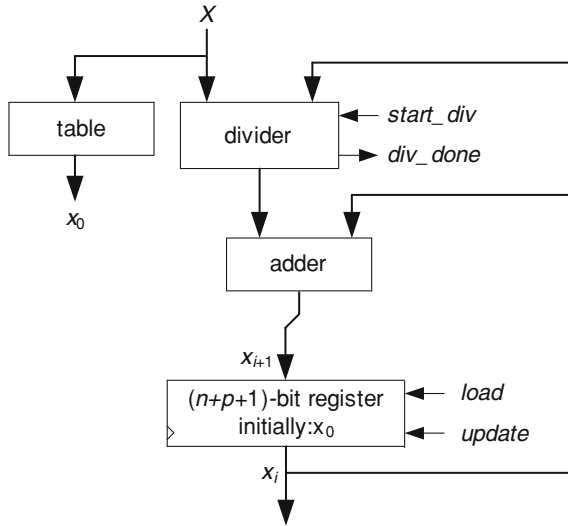 X
table
divider
start_div
div_done
x0
adder
xi+1
(n+p+1)-bit register
initially:x0
load
update
xi